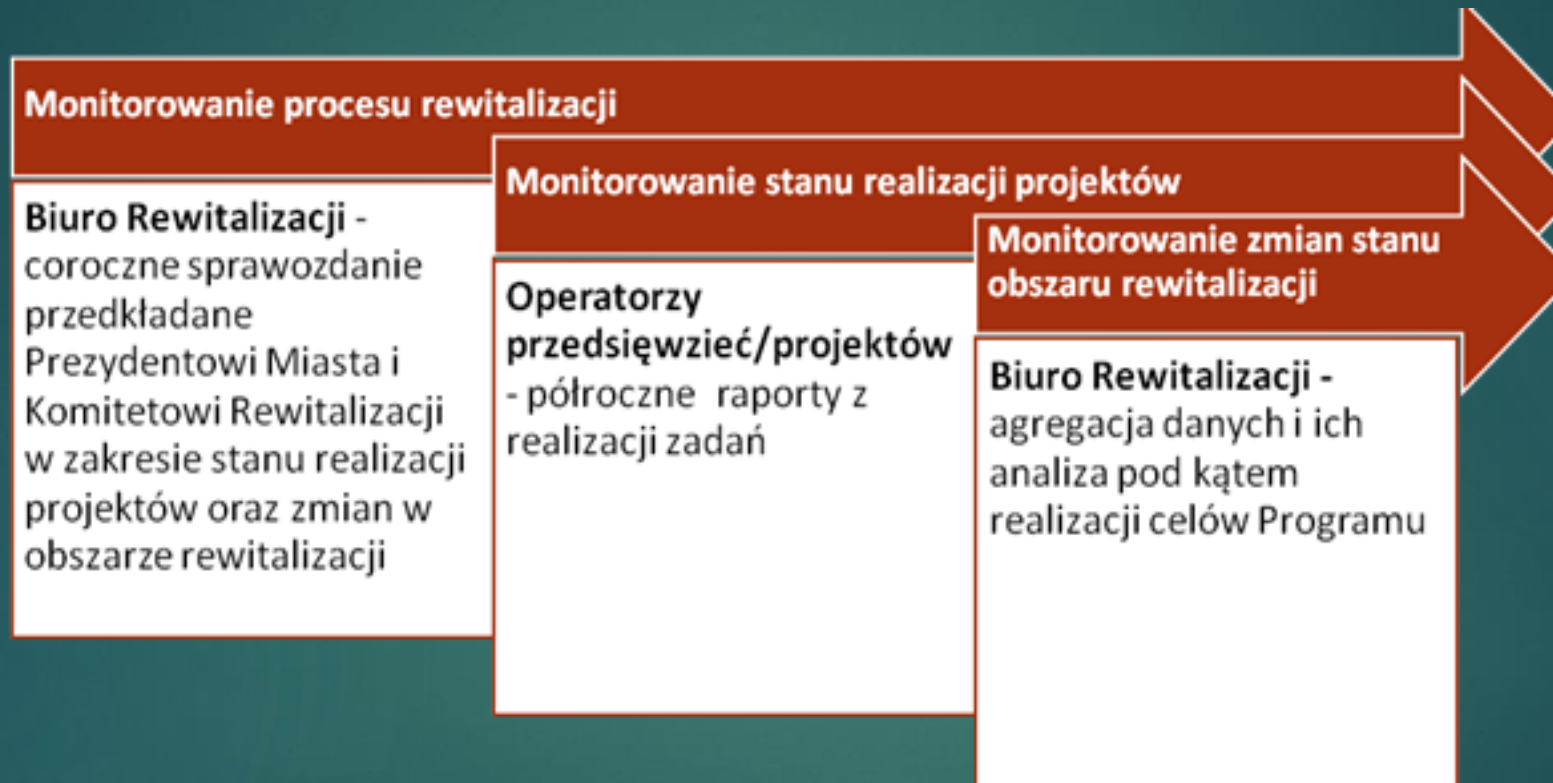 Monitorowanie procesu rewitalizacji
Biuro Rewitalizacji -
coroczne sprawozdanie
przedkładane
Prezydentowi Miasta i
Komitetowi Rewitalizacji
w zakresie stanu realizacji
projektów oraz zmian w
obszarze rewitalizacji
Monitorowanie stanu realizacji projektów
Operatorzy
przedsięwzieć/projektów
- półroczne raporty z
realizacji zadań
Monitorowanie zmian stanu
obszaru rewitalizacji
Biuro Rewitalizacji -
agregacja danych i ich
analiza pod kątem
realizacji celów Programu